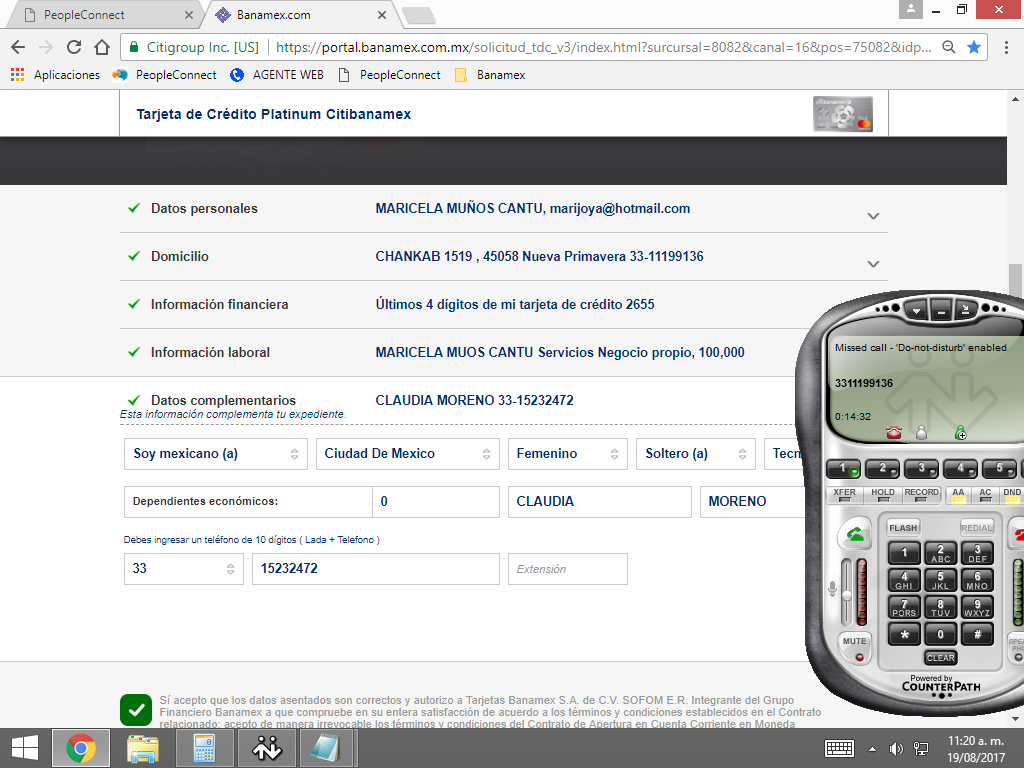 PeopleConnect
Banamex.com
Citigroup Inc. [US]
https://portal.banamex.com.mx/solicitud_tdc_v3/index.html?surcursal=8082&canal=16&pos=75082&idp...
Aplicaciones
PeopleConnect
AGENTE WEB
PeopleConnect
Banamex
Tarjeta de Crédito Platinum Citibanamex
citibanamex
Datos personales
MARICELA MUÑOS CANTU, marijoya@hotmail.com
Domicilio
CHANKAB 1519 , 45058 Nueva Primavera 33-11199136
Información financiera
Últimos 4 dígitos de mi tarjeta de crédito 2655
Información laboral
MARICELA MUOS CANTU Servicios Negocio propio, 100,000
Datos complementarios
CLAUDIA MORENO 33-15232472
Esta información complementa tu expediente.
Soy mexicano (a)
Ciudad De Mexico
Femenino
Soltero (a)
Tecn
Dependientes económicos:
0
CLAUDIA
MORENO
Debes ingresar un teléfono de 10 dígitos ( Lada + Telefono )
33
15232472
Extensión
Sí acepto que los datos asentados son correctos y autorizo a Tarjetas Banamex S.A. de C.V. SOFOM E.R. Integrante del Grupo
Financiero Banamex a que compruebe en su entera satisfacción de acuerdo a los términos y condiciones establecidos en el Contrato
relacionado; acepto de manera irrevocable los términos y condiciones del Contrato de Apertura en Cuenta Corriente en Moneda
Missed call - 'Do-not-disturb' enabled
3311199136
0:14:32
1 2 3 4 5
XFER HOLD RECORD AA AC DND
FLASH
REDIAL
1
2 ABC
3 DEF
4 GHI
5 JKL
6 MNO
7 PQRS
8 TUV
9 WXYZ
* 0 #
MUTE
CLEAR
Powered by
COUNTERPATH
11:20 a. m.
19/08/2017